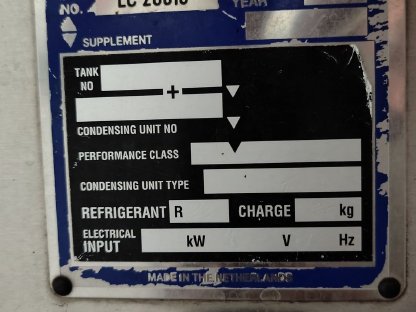 NO.
YEAR
SUPPLEMENT
TANK
NO
+
CONDENSING UNIT NO
PERFORMANCE CLASS
CONDENSING UNIT TYPE
REFRIGERANT R CHARGE kg
ELECTRICAL
INPUT kW V Hz
MADE IN THE NETHERLANDS